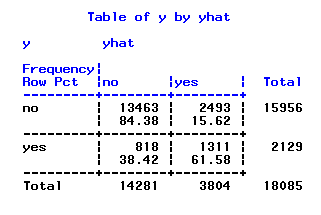 Table of y by yhat
y yhat
Frequency
Row Pct no yes Total
no 13463 2493 15956
84.38 15.62
yes 818 1311 2129
38.42 61.58
Total 14281 3804 18085